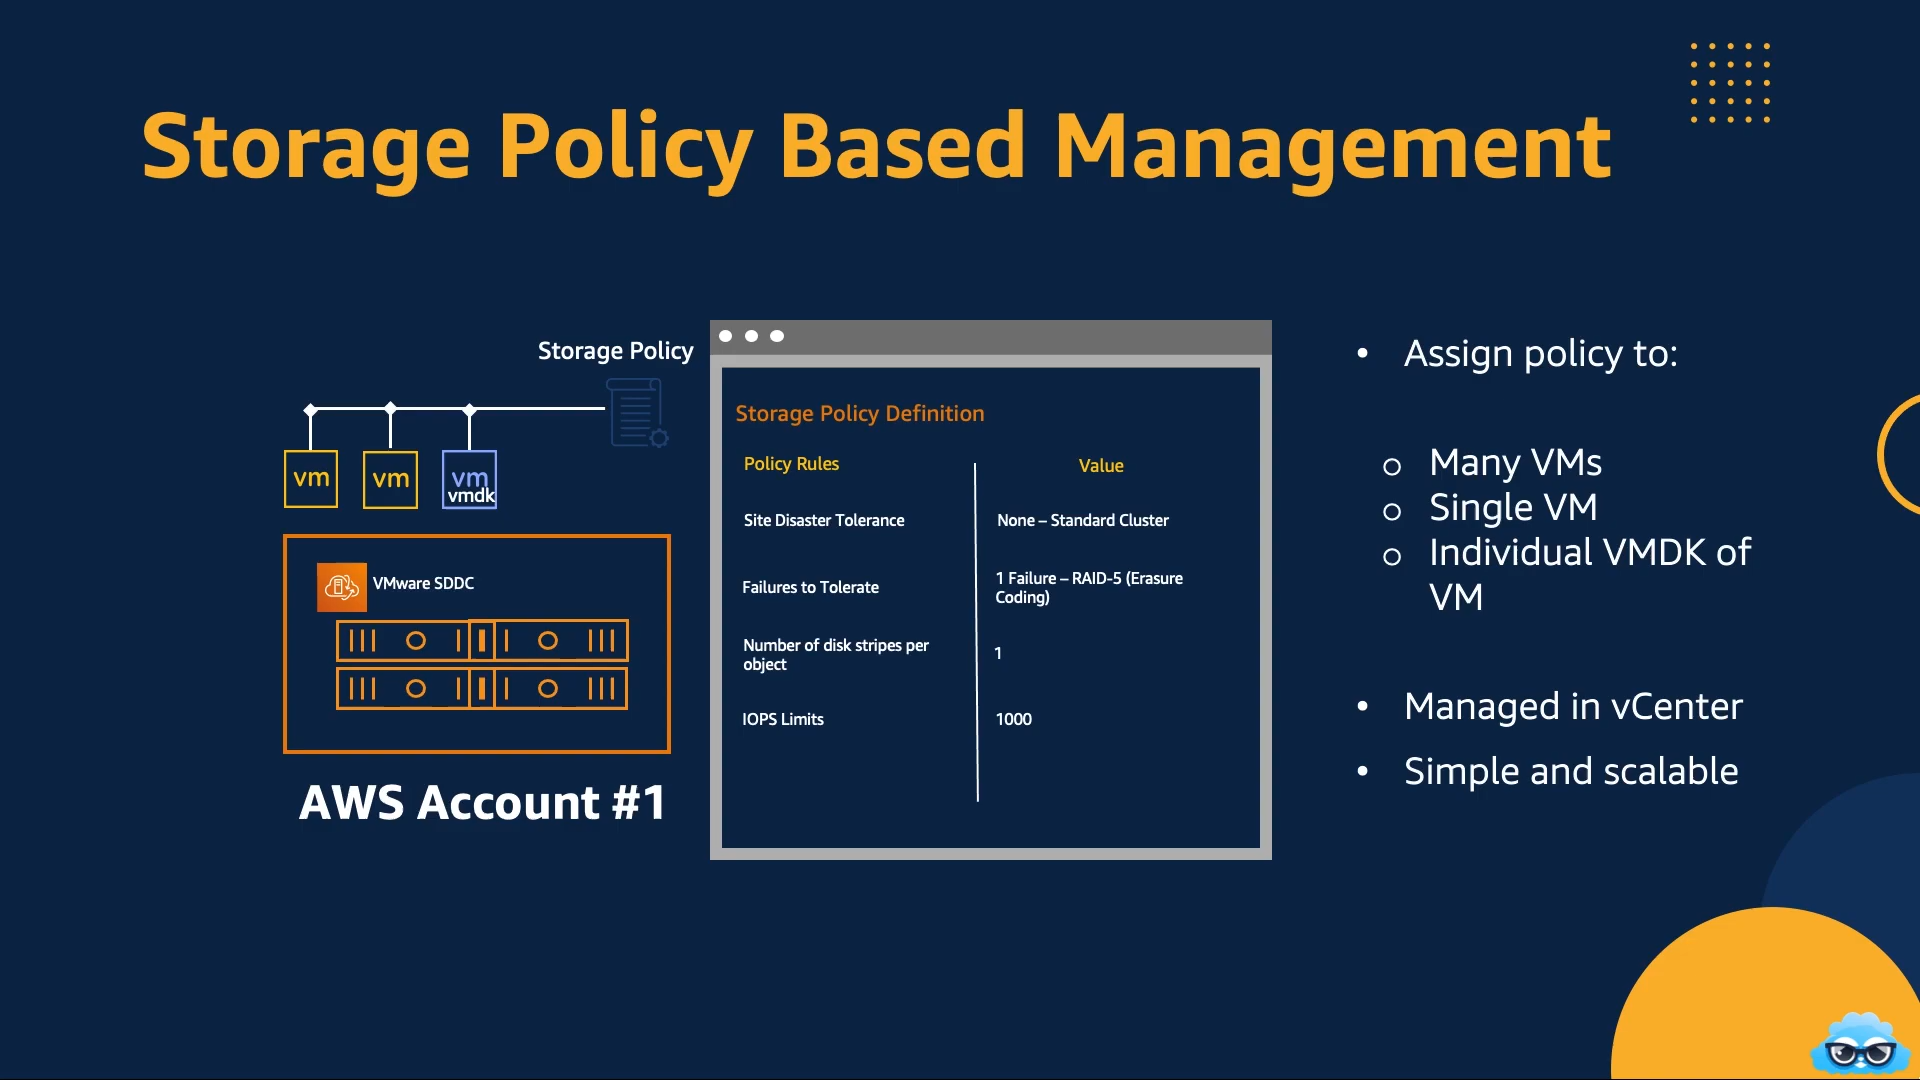 Storage Policy Based Management
Storage Policy
vm
vm
vm
vmdk
VMware SDDC
AWS Account #1
Storage Policy Definition
Policy Rules
Value
Site Disaster Tolerance
None – Standard Cluster
Failures to Tolerate
1 Failure – RAID-5 (Erasure
Coding)
Number of disk stripes per
object
1
IOPS Limits
1000
• Assign policy to:
o Many VMs
o Single VM
o Individual VMDK of
VM
• Managed in vCenter
• Simple and scalable